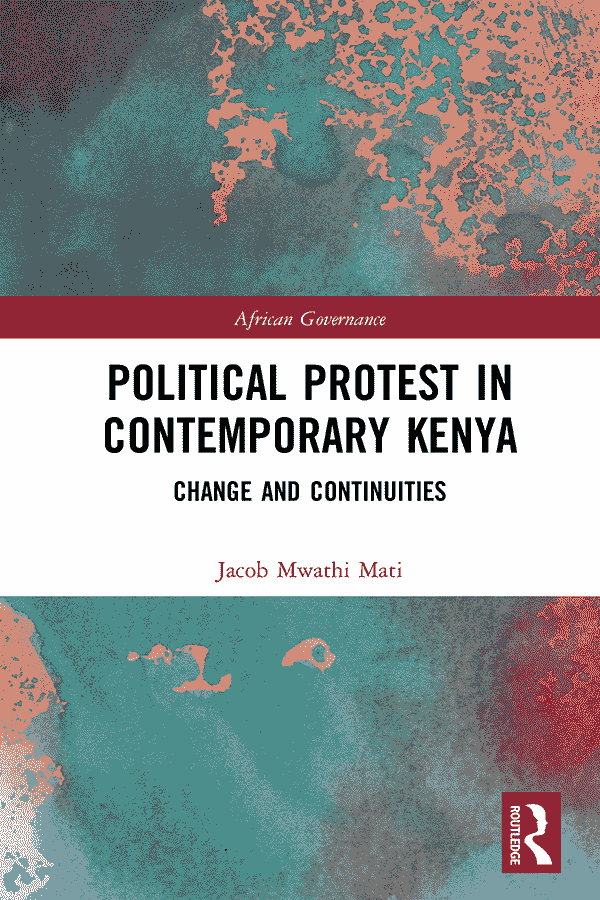 African Governance
POLITICAL PROTEST IN
CONTEMPORARY KENYA
CHANGE AND CONTINUITIES
Jacob Mwathi Mati
ROUTLEDGE